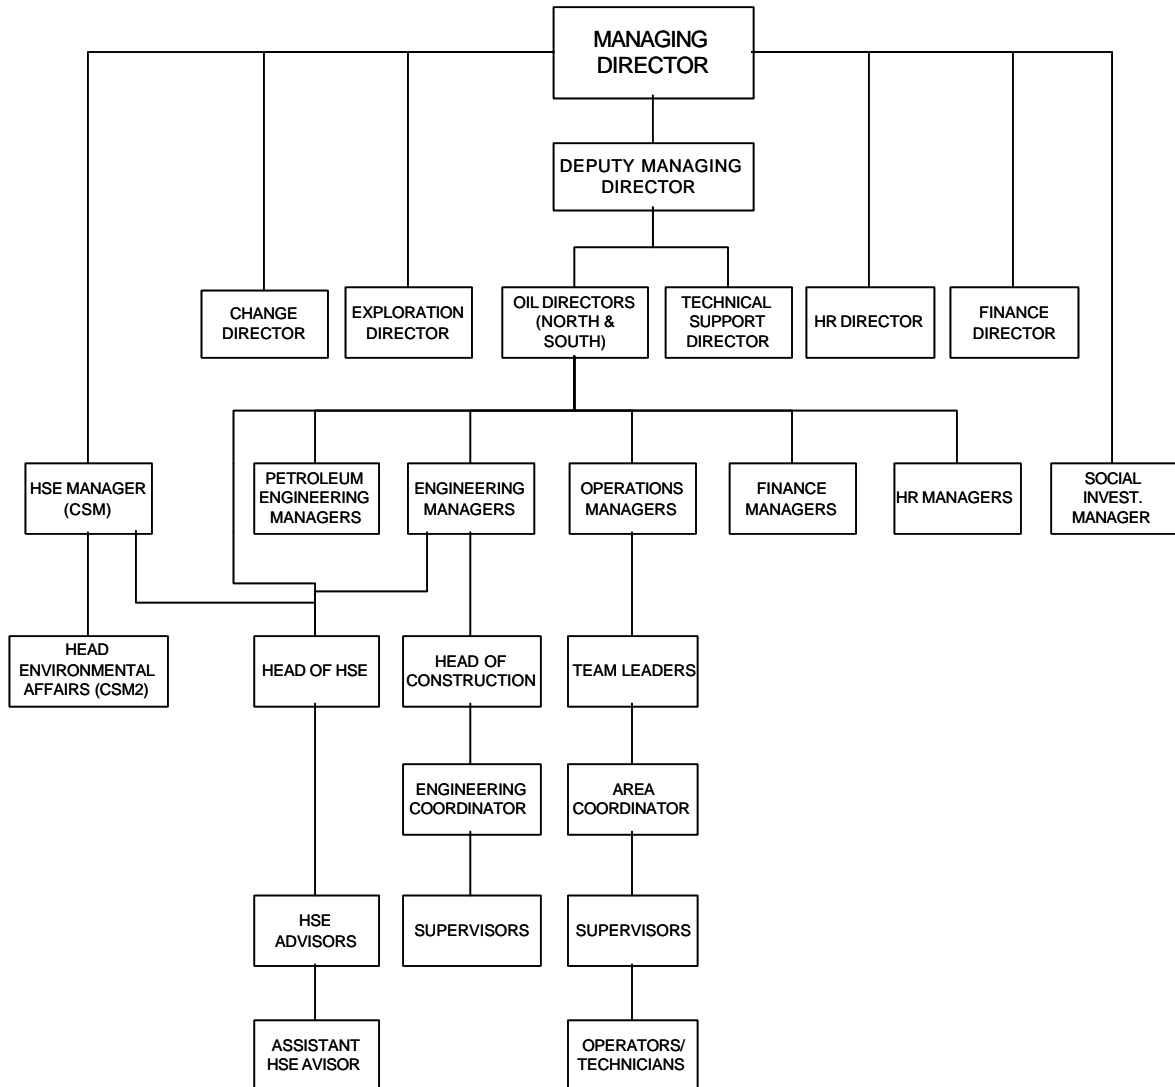 MANAGING
DIRECTOR
DEPUTY MANAGING
DIRECTOR
CHANGE
DIRECTOR
EXPLORATION
DIRECTOR
OIL DIRECTORS
(NORTH &
SOUTH)
TECHNICAL
SUPPORT
DIRECTOR
HR DIRECTOR
FINANCE
DIRECTOR
HSE MANAGER
(CSM)
PETROLEUM
ENGINEERING
MANAGERS
ENGINEERING
MANAGERS
OPERATIONS
MANAGERS
FINANCE
MANAGERS
HR MANAGERS
SOCIAL
INVEST.
MANAGER
HEAD
ENVIRONMENTAL
AFFAIRS (CSM2)
HEAD OF HSE
HEAD OF
CONSTRUCTION
TEAM LEADERS
ENGINEERING
COORDINATOR
AREA
COORDINATOR
HSE
ADVISORS
SUPERVISORS
SUPERVISORS
ASSISTANT
HSE AVISOR
OPERATORS/
TECHNICIANS